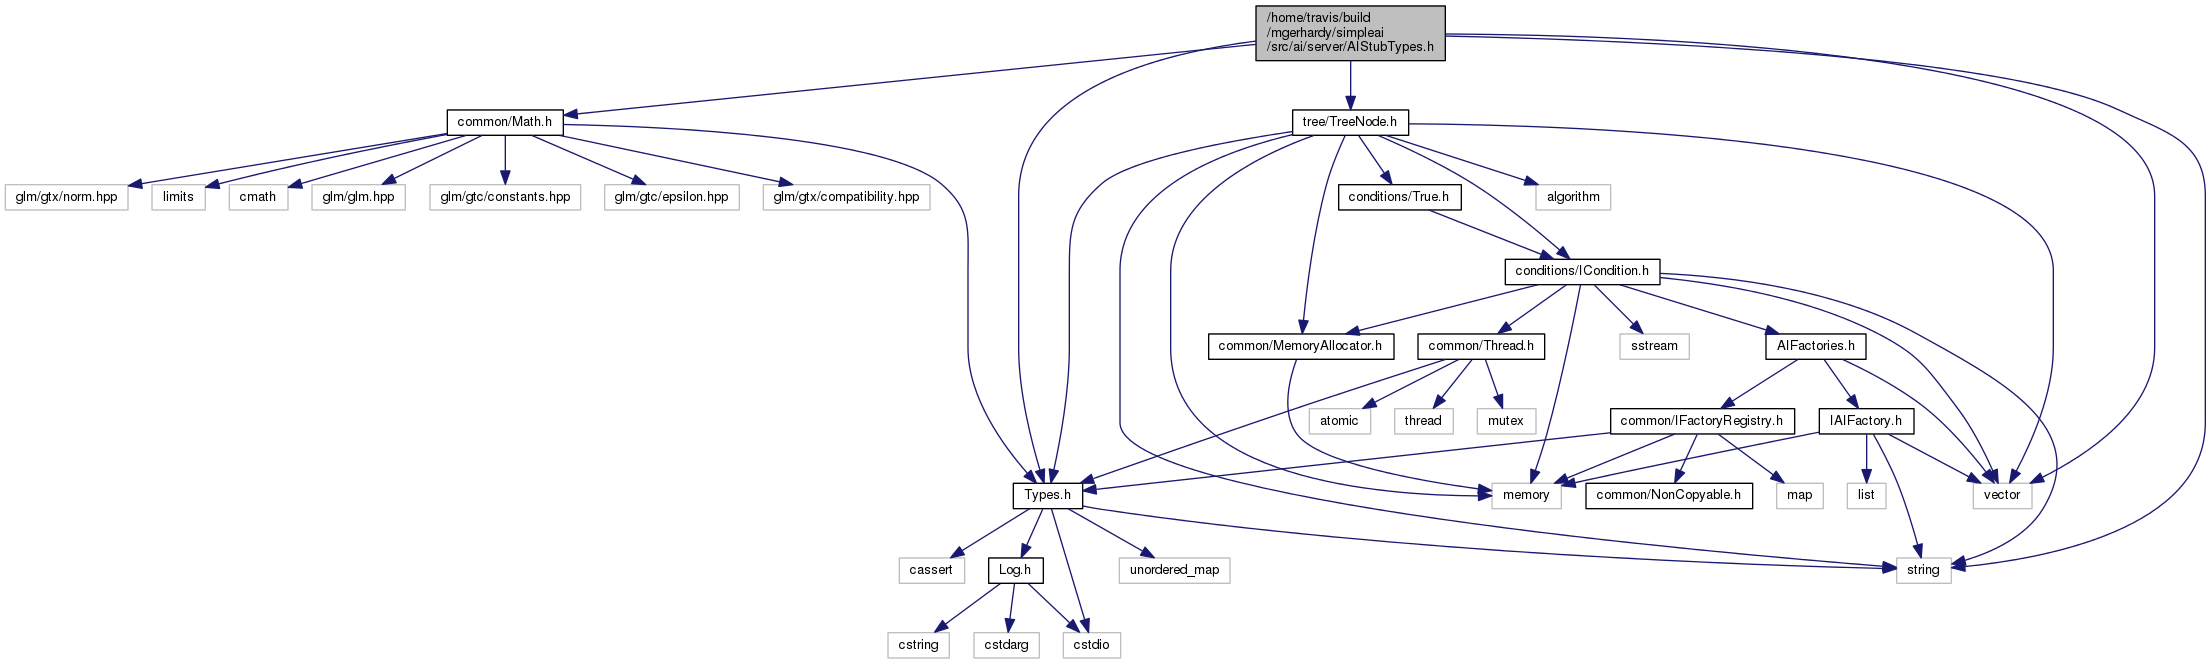 /home/travis/build
/mgerhardy/simpleai
/src/ai/server/AIStubTypes.h
common/Math.h
tree/TreeNode.h
glm/gtx/norm.hpp
limits
cmath
glm/glm.hpp
glm/gtc/constants.hpp
glm/gtc/epsilon.hpp
glm/gtx/compatibility.hpp
conditions/True.h
algorithm
conditions/ICondition.h
common/MemoryAllocator.h
common/Thread.h
sstream
AIFactories.h
atomic
thread
mutex
common/IFactoryRegistry.h
IAIFactory.h
Types.h
memory
common/NonCopyable.h
map
list
vector
cassert
Log.h
unordered_map
string
cstring
cstdarg
cstdio